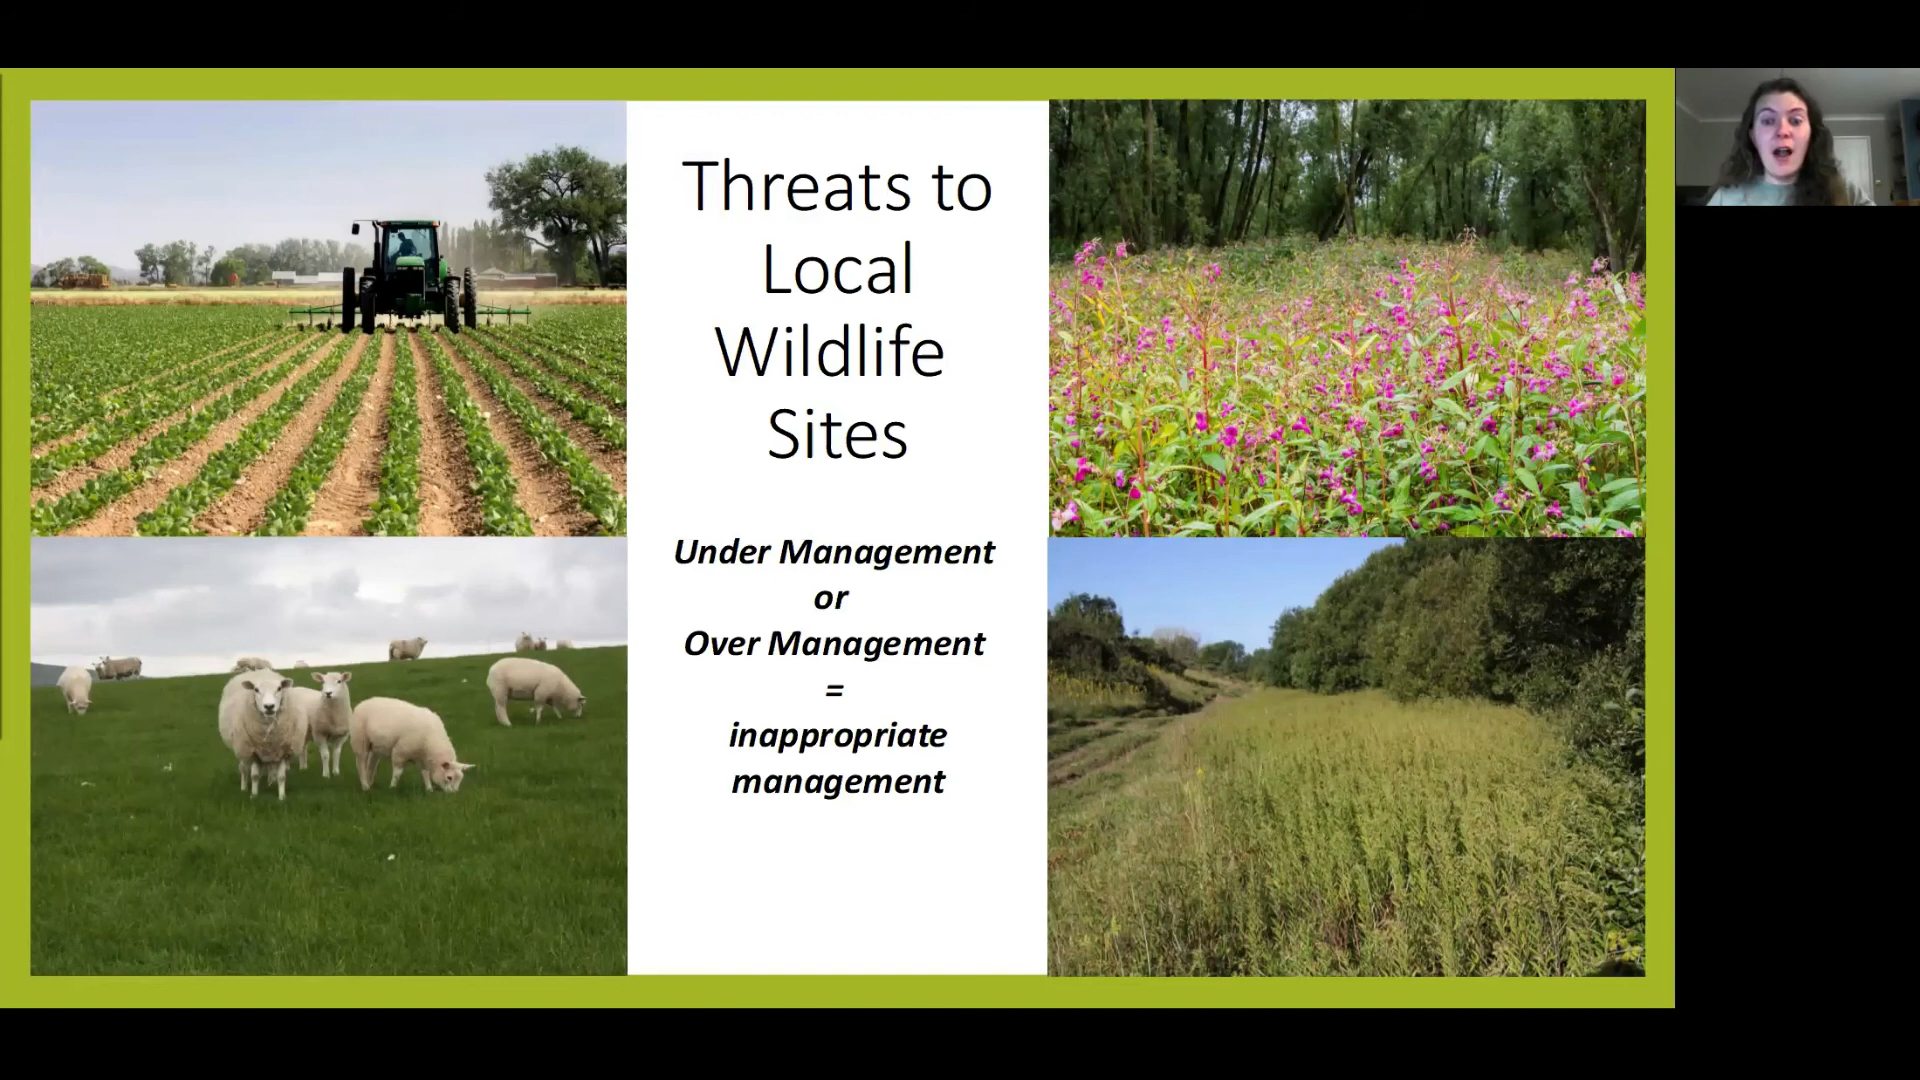 Threats to
Local
Wildlife
Sites
Under Management
or
Over Management
=
inappropriate
management